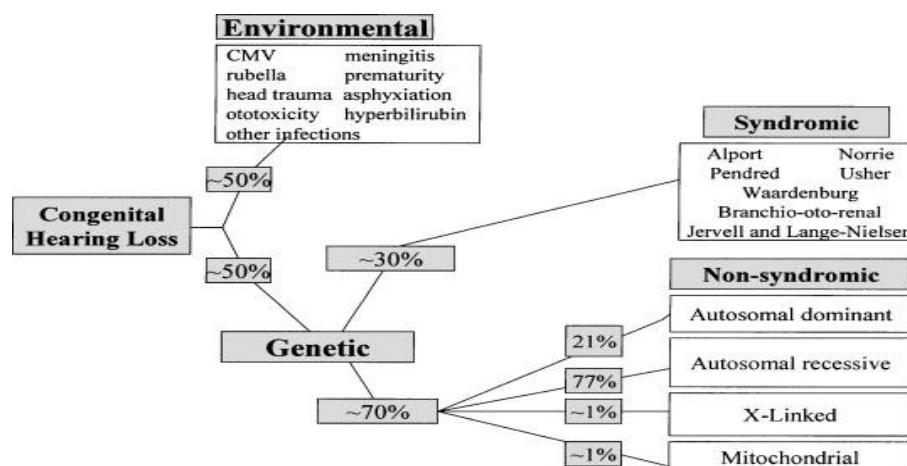 Environmental
CMV meningitis
rubella prematurity
head trauma asphyxiation
ototoxicity hyperbilirubin
other infections
~50%
Congenital
Hearing Loss
~50%
Syndromic
Alport Norrie
Pendred Usher
Waardenburg
Branchio-oto-renal
Jervell and Lange-Nielsen
~30%
Genetic
~70%
Non-syndromic
21%
Autosomal dominant
77%
Autosomal recessive
~1%
X-Linked
~1%
Mitochondrial